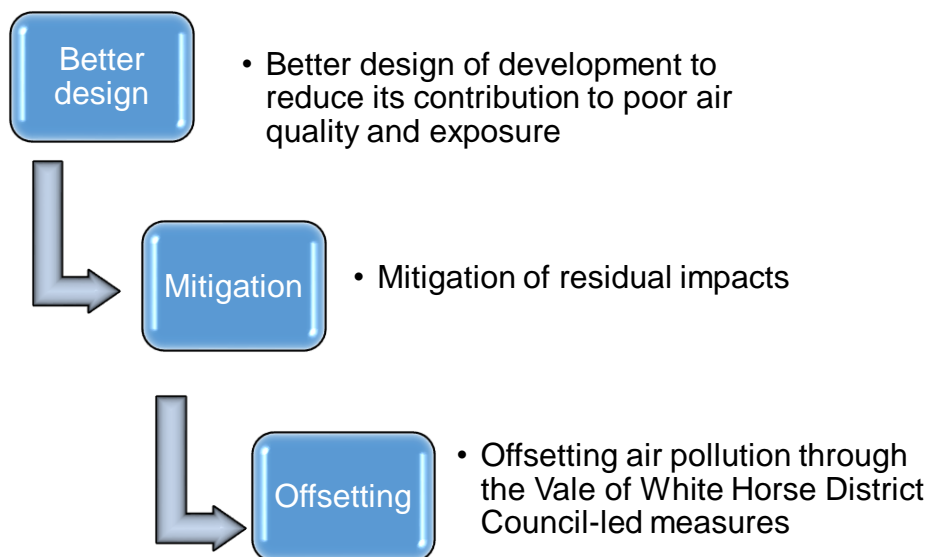 Better
design
• Better design of development to
reduce its contribution to poor air
quality and exposure
Mitigation
• Mitigation of residual impacts
Offsetting
• Offsetting air pollution through
the Vale of White Horse District
Council-led measures